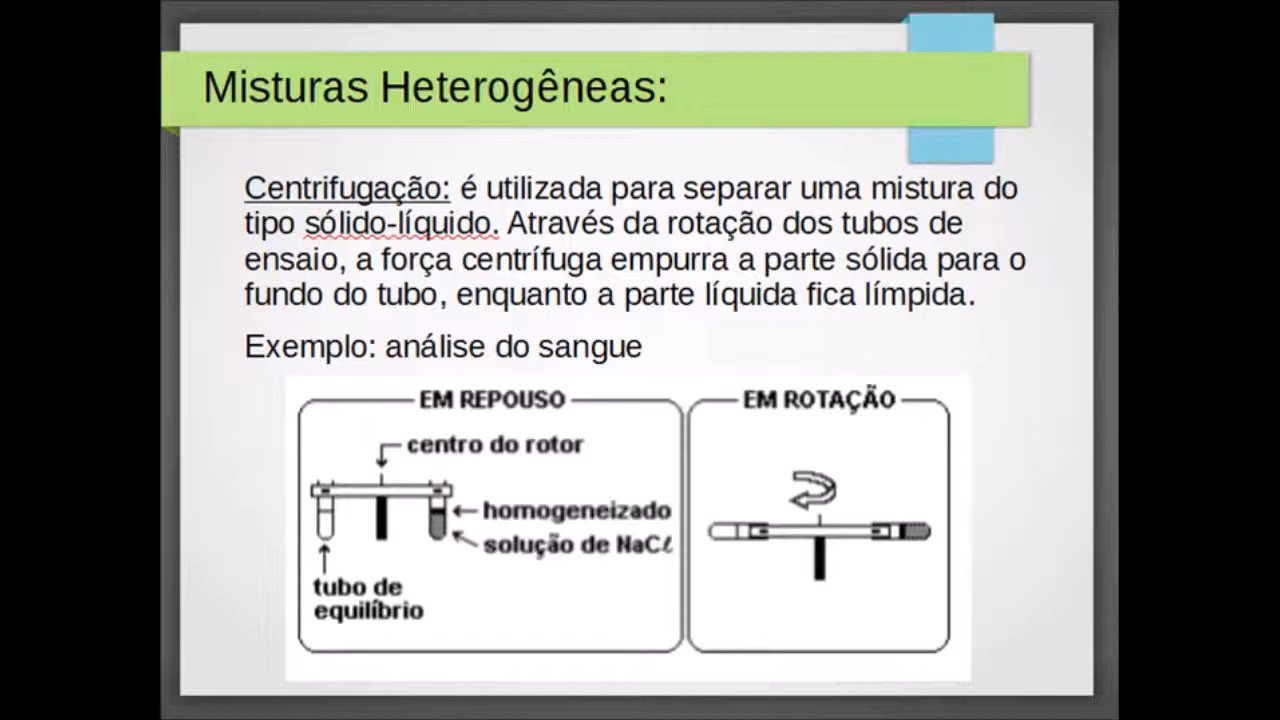 Misturas Heterogêneas:
Centrifugação: é utilizada para separar uma mistura do
tipo sólido-líquido. Através da rotação dos tubos de
ensaio, a força centrífuga empurra a parte sólida para o
fundo do tubo, enquanto a parte líquida fica límpida.
Exemplo: análise do sangue
EM REPOUSO
centro do rotor
homogeneizado
solução de NaCℓ
tubo de
equilíbrio
EM ROTAÇÃO